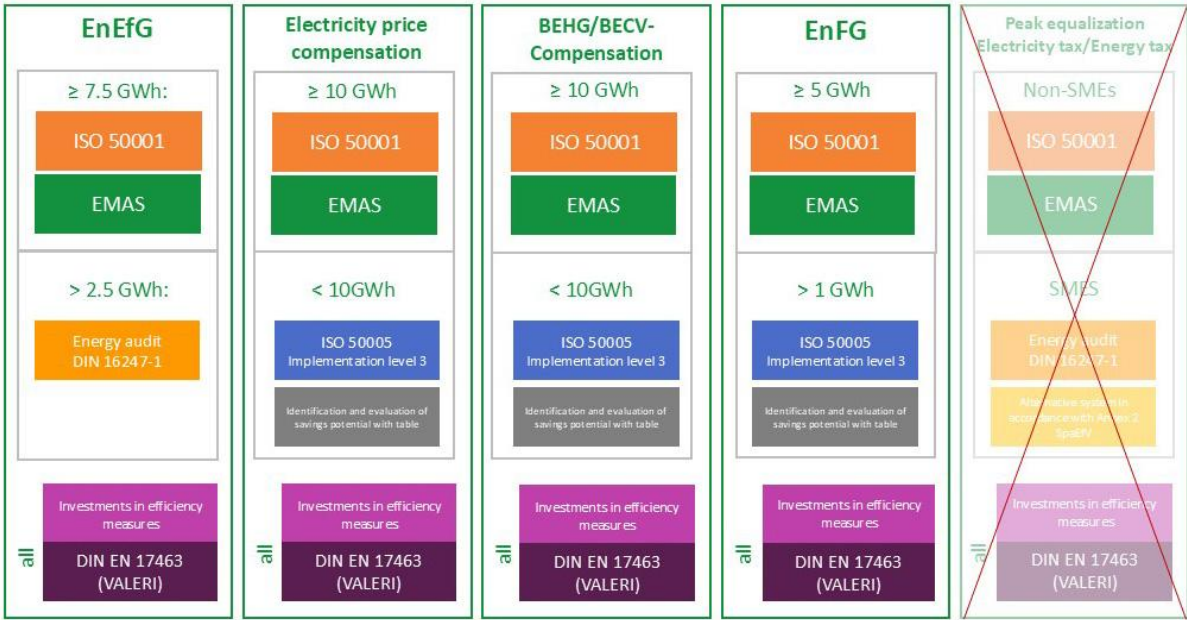 EnEfG
≥ 7.5 GWh:
ISO 50001
EMAS
> 2.5 GWh:
Energy audit
DIN 16247-1
all
Investments in efficiency
measures
DIN EN 17463
(VALERI)
Electricity price
compensation
≥ 10 GWh
ISO 50001
EMAS
< 10GWh
ISO 50005
Implementation level 3
Identification and evaluation of
savings potential with table
all
Investments in efficiency
measures
DIN EN 17463
(VALERI)
BEHG/BECV-
Compensation
≥ 10 GWh
ISO 50001
EMAS
< 10GWh
ISO 50005
Implementation level 3
Identification and evaluation of
savings potential with table
all
Investments in efficiency
measures
DIN EN 17463
(VALERI)
EnFG
≥ 5 GWh
ISO 50001
EMAS
> 1 GWh
ISO 50005
Implementation level 3
Identification and evaluation of
savings potential with table
all
Investments in efficiency
measures
DIN EN 17463
(VALERI)
Peak equalization
Electricity tax/Energy tax
Non-SMEs
ISO 50001
EMAS
SMES
Energy audit
DIN 16247-1
Alternative system in
accordance with Annex 2
SpaEfV
all
Investments in efficiency
measures
DIN EN 17463
(VALERI)